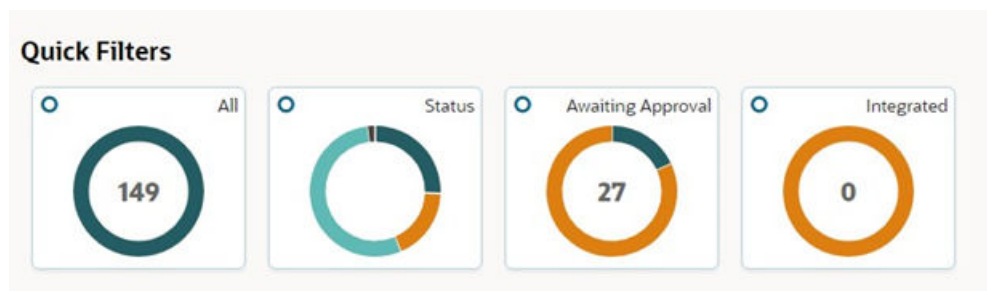 Quick Filters
All
Status
Awaiting Approval
Integrated
149
27
0